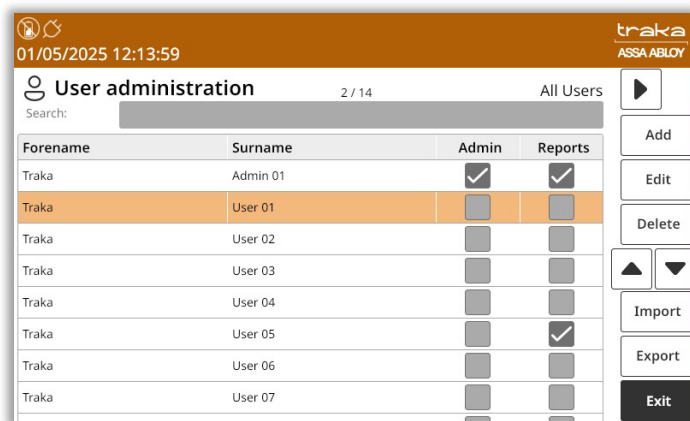 traka
01/05/2025 12:13:59
ASSA ABLOY
User administration 2 / 14 All Users
Search:
Forename Surname Admin Reports
Traka Admin 01
Traka User 01
Traka User 02
Traka User 03
Traka User 04
Traka User 05
Traka User 06
Traka User 07
Add
Edit
Delete
Import
Export
Exit